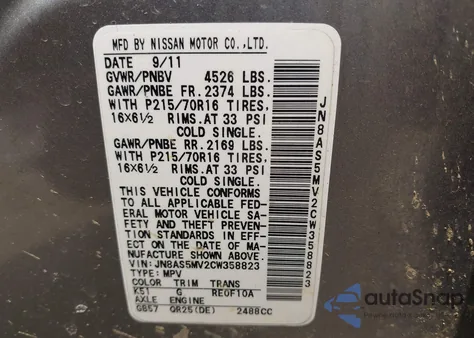 MFD BY NISSAN MOTOR CO.,LTD.
DATE 9/11
GVWR/PNBV 4526 LBS.
GAWR/PNBE FR. 2374 LBS.
WITH P215/70R16 TIRES,
16X6½ RIMS.AT 33 PSI
COLD SINGLE.
GAWR/PNBE RR. 2169 LBS.
WITH P215/70R16 TIRES,
16X6½ RIMS.AT 33 PSI
COLD SINGLE.
THIS VEHICLE CONFORMS
TO ALL APPLICABLE FED-
ERAL MOTOR VEHICLE SA-
FETY AND THEFT PREVEN-
TION STANDARDS IN EFF-
ECT ON THE DATE OF MA-
NUFACTURE SHOWN ABOVE.
VIN: JN8AS5MV2CW358823
TYPE: MPV
COLOR TRIM TRANS
K51 G RE0F10A
AXLE ENGINE
GB57 QR25(DE) 2488CC
JN8AS5MV2CW358823
autoSnap